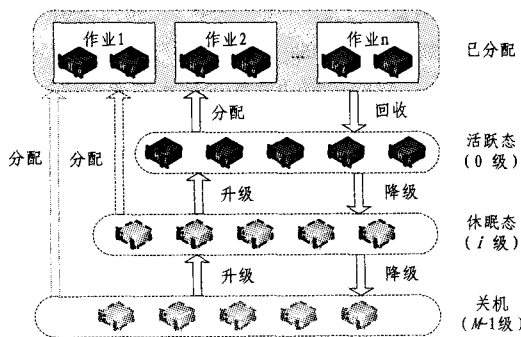 作业1 作业2 … 作业n 已分配
分配 回收
活跃态
(0 级)
分配 分配 升级 降级
休眠态
(i 级)
升级 降级
关机
(M-1级)